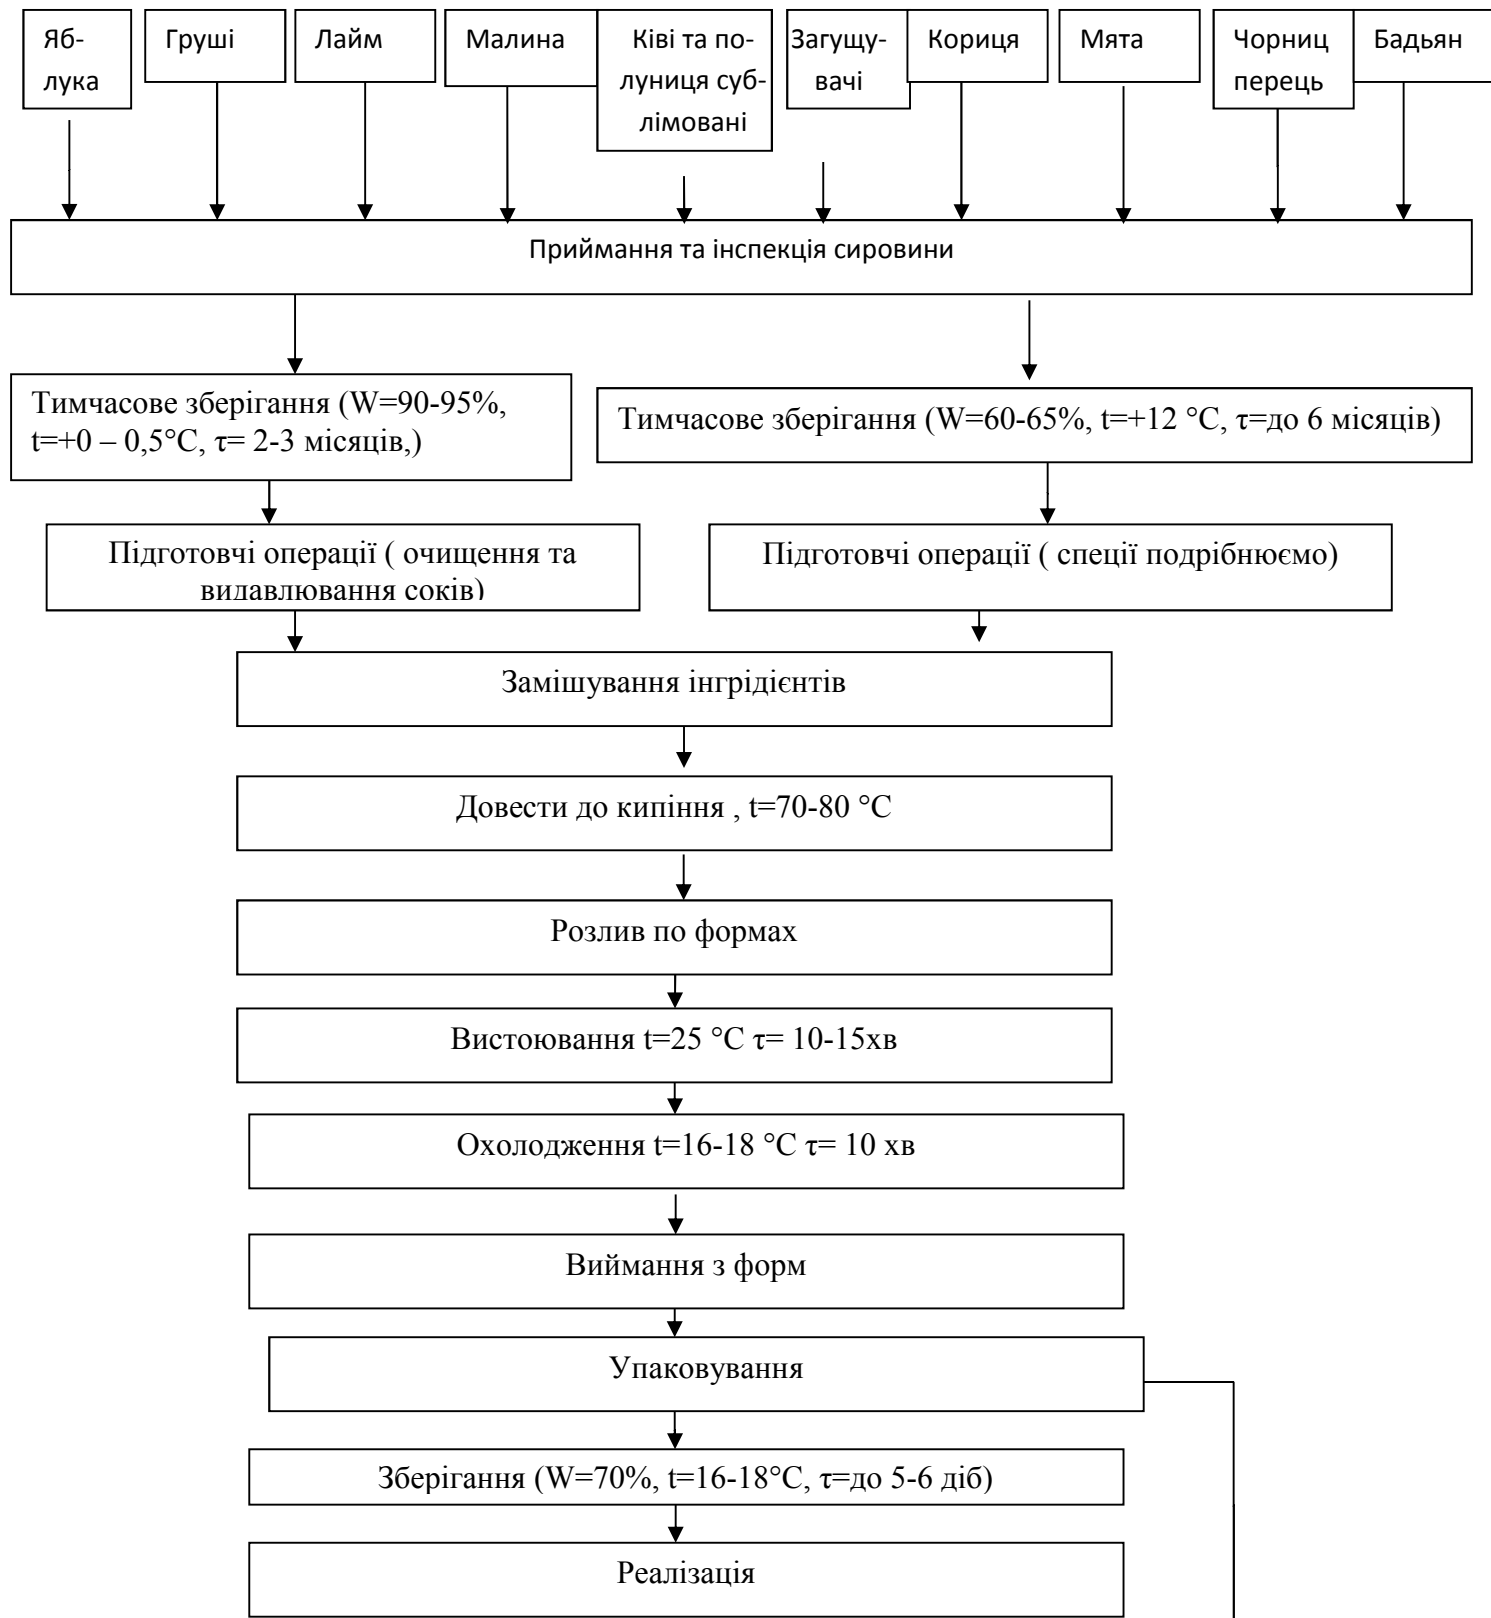 Яб-
лука
Груші
Лайм
Малина
Ківі та по-
луниця суб-
лімовані
Загущу-
вачі
Кориця
Мята
Чорниц
перець
Бадьян
Приймання та інспекція сировини
Тимчасове зберігання (W=90-95%,
t=+0 – 0,5°С, τ= 2-3 місяців,)
Тимчасове зберігання (W=60-65%, t=+12 °С, τ=до 6 місяців)
Підготовчі операції ( очищення та
видавлювання соків)
Підготовчі операції ( спеції подрібнюємо)
Замішування інгрідієнтів
Довести до кипіння , t=70-80 °С
Розлив по формах
Вистоювання t=25 °С τ= 10-15хв
Охолодження t=16-18 °С τ= 10 хв
Виймання з форм
Упаковування
Зберігання (W=70%, t=16-18°С, τ=до 5-6 діб)
Реалізація